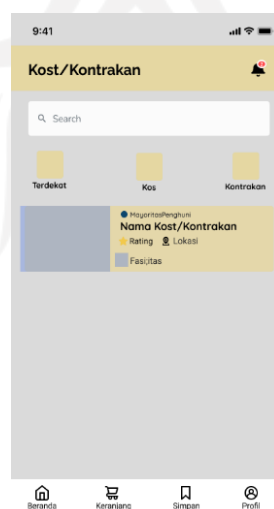 9:41
Kost/Kontrakan
Search
Terdekat Kos Kontrakan
MayoritasPenghuni
Nama Kost/Kontrakan
Rating Lokasi
Fasilitas
Beranda Keranjang Simpan Profil